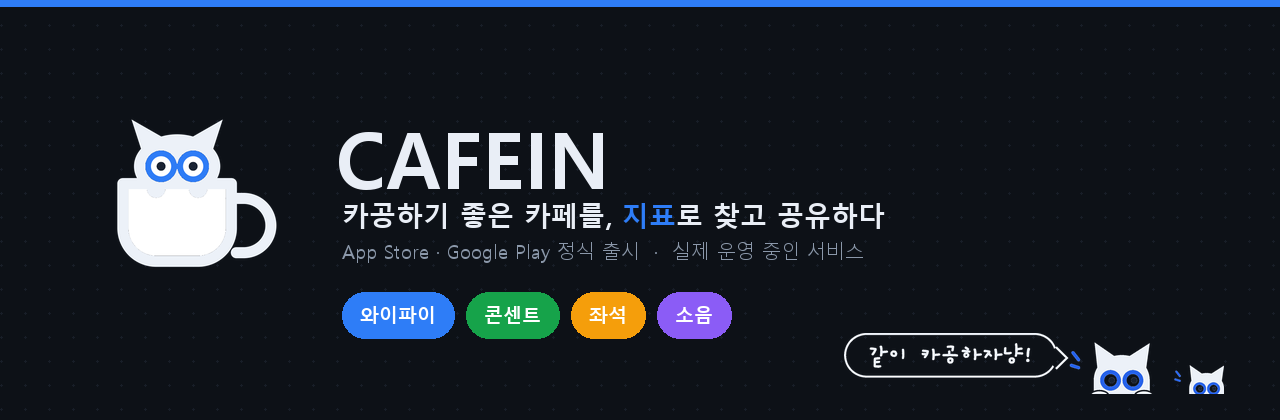 CAFEIN
카공하기 좋은 카페를, 지표로 찾고 공유하다
App Store · Google Play 정식 출시 · 실제 운영 중인 서비스
와이파이 콘센트 좌석 소음
같이 카공하자냥!